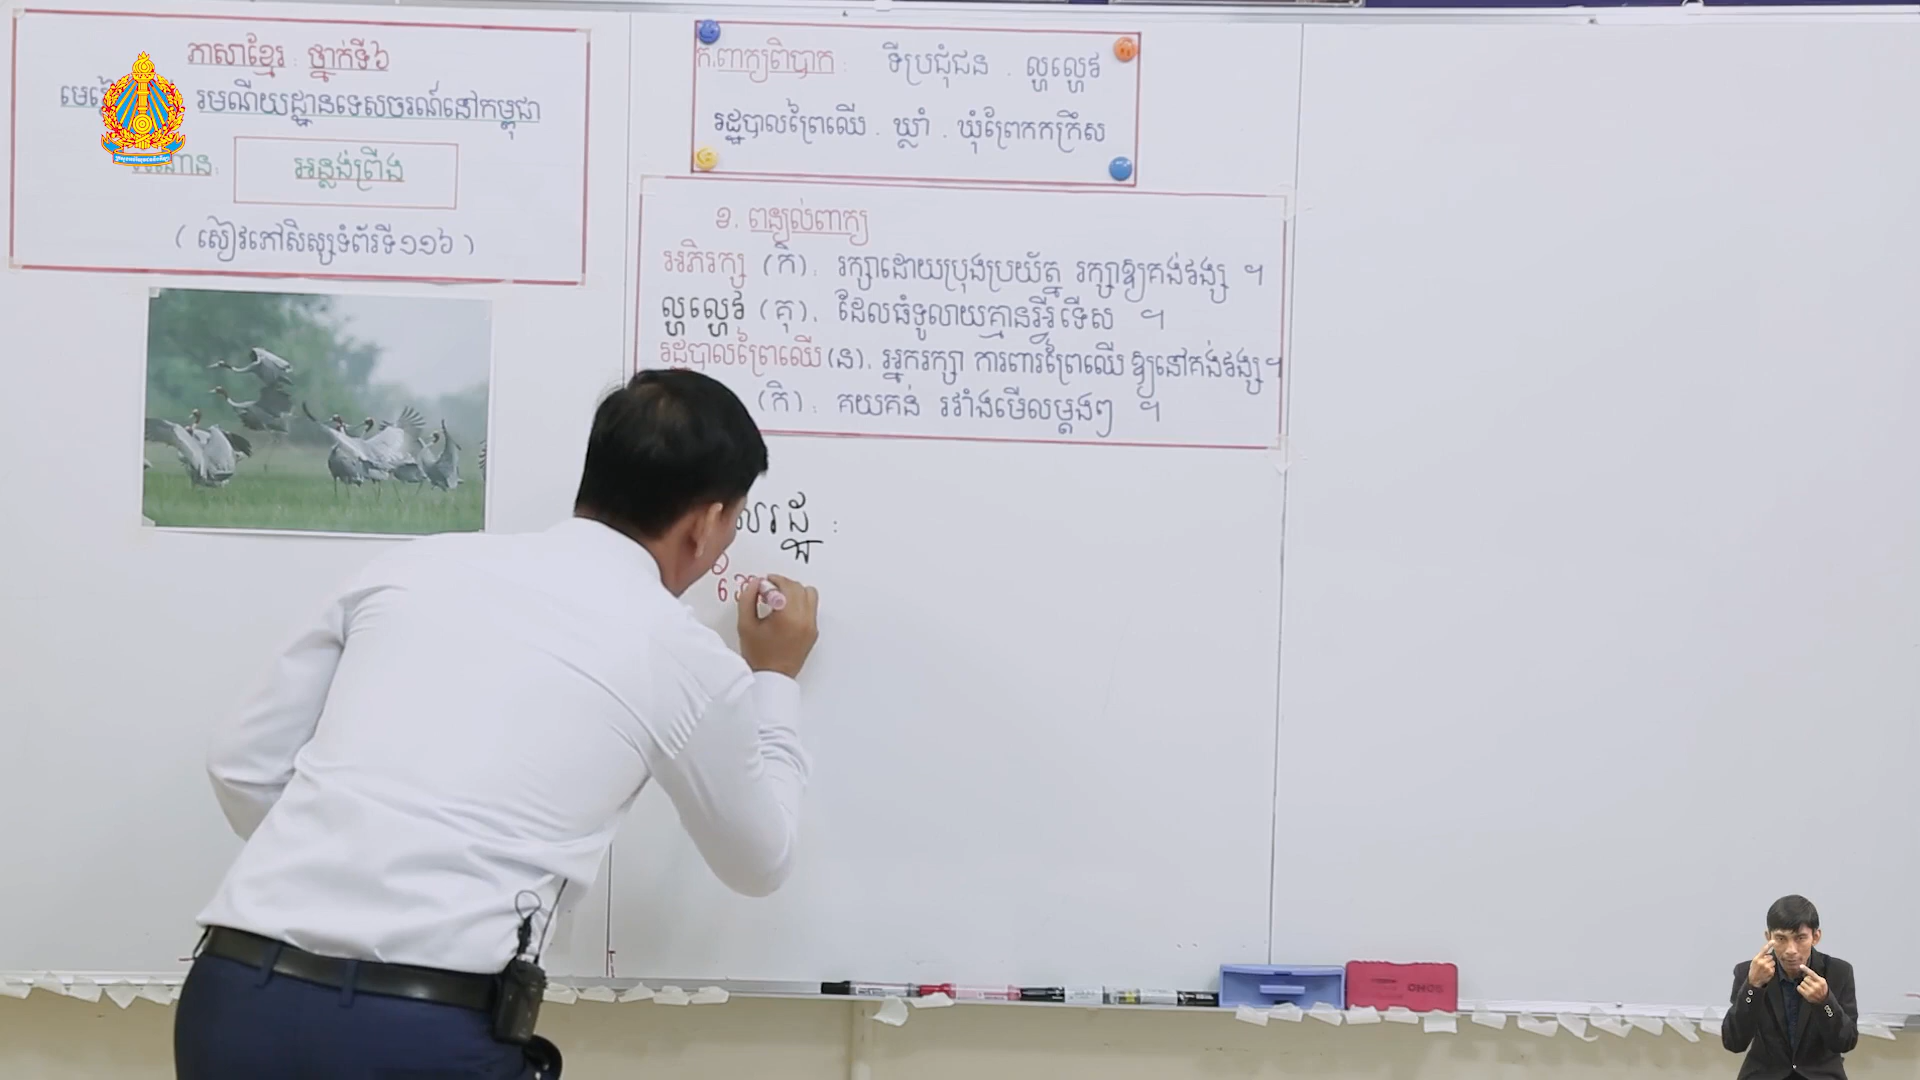 ភាសាខ្មែរ : ថ្នាក់ទី៦
រមណីយដ្ឋានទេសចរណ៍នៅកម្ពុជា
អន្លង់ព្រីង
( សៀវភៅសិស្សទំព័រទី១១៦ )
ក.ពាក្យពិបាក : ទីប្រជុំជន . ល្ហល្ហេវ
រដ្ឋបាលព្រៃឈើ . ឃ្លាំ . ឃុំព្រែកកក្រឹស
ខ. ពន្យល់ពាក្យ
អភិរក្ស (កិ). រក្សាដោយប្រុងប្រយ័ត្ន រក្សាឱ្យគង់វង្ស ។
ល្ហល្ហេវ (គុ). ដែលធំទូលាយគ្មានអ្វីទើស ។
រដ្ឋបាលព្រៃឈើ (ន). អ្នករក្សា ការពារព្រៃឈើ ឱ្យនៅគង់វង្ស ។
(កិ). គយគន់ រវាំងមើលម្ដងៗ ។
លរដ្ឋ :